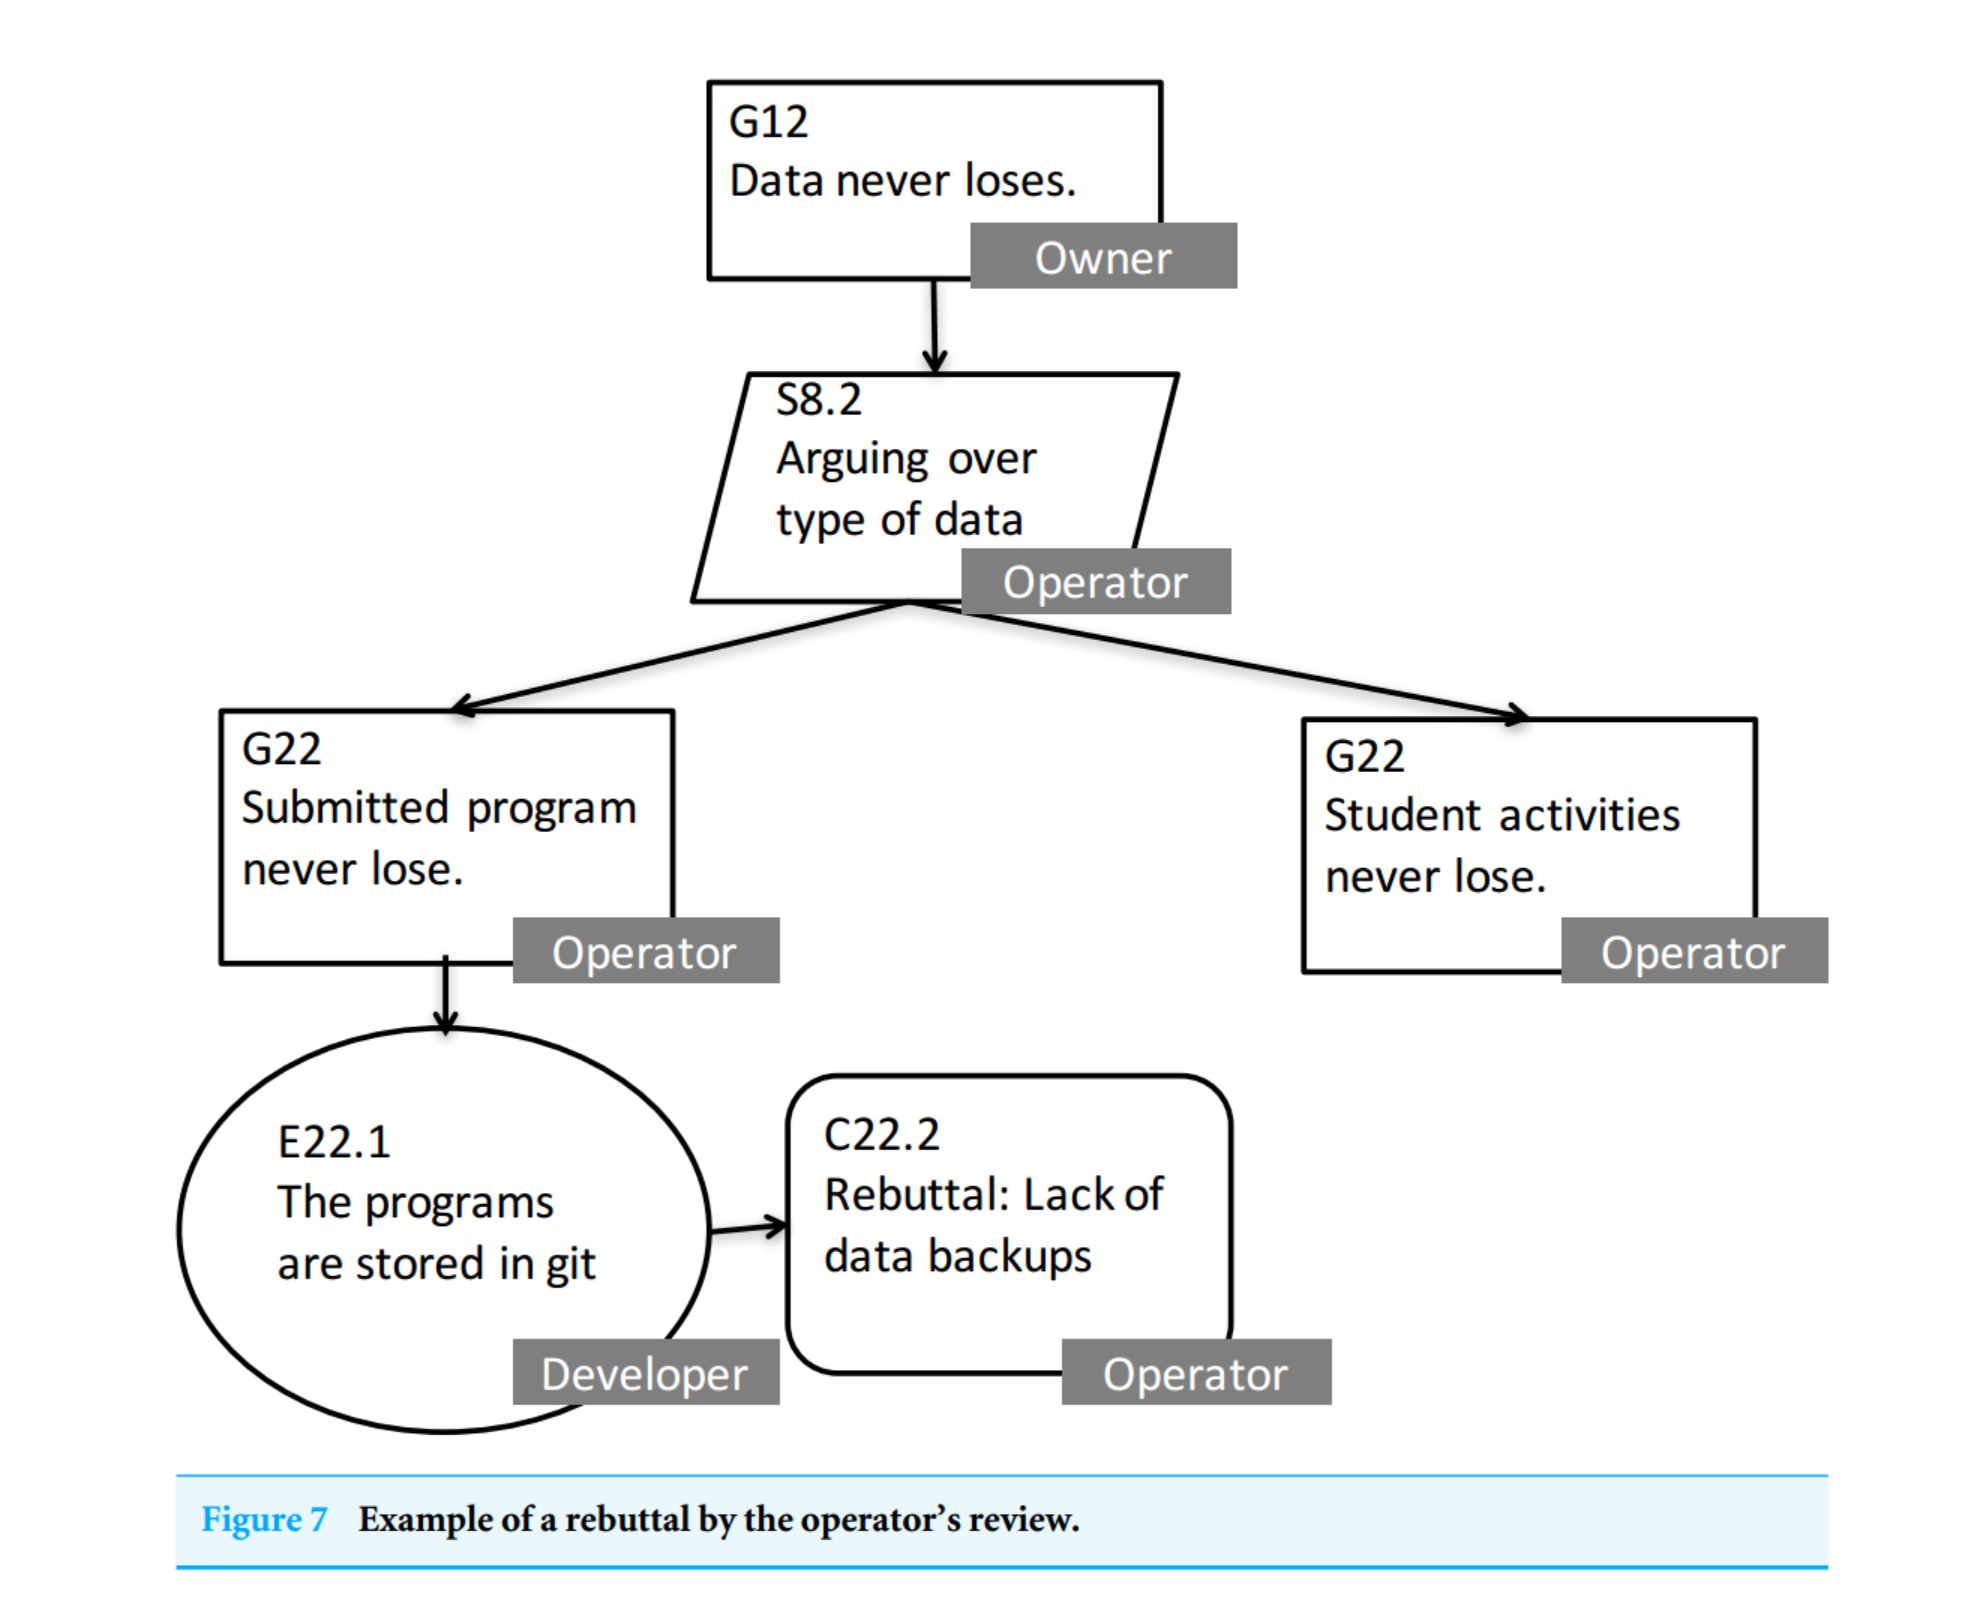 G12
Data never loses.
Owner
S8.2
Arguing over
type of data
Operator
G22
Submitted program
never lose.
Operator
G22
Student activities
never lose.
Operator
E22.1
The programs
are stored in git
Developer
C22.2
Rebuttal: Lack of
data backups
Operator
Figure 7 Example of a rebuttal by the operator’s review.